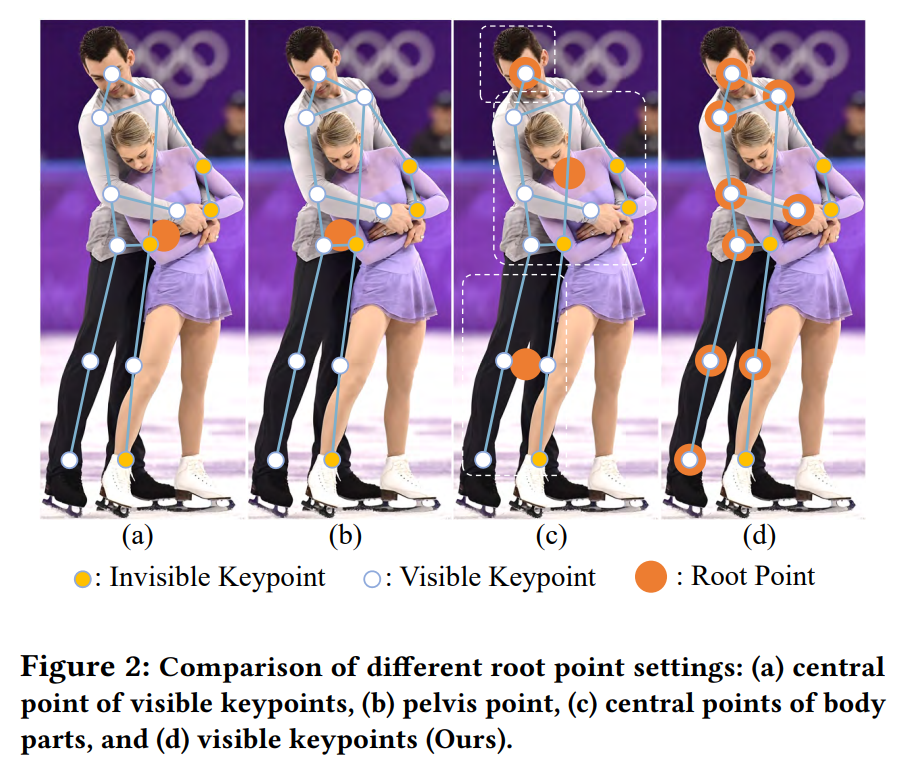 (a) (b) (c) (d)
: Invisible Keypoint : Visible Keypoint : Root Point
Figure 2: Comparison of different root point settings: (a) central
point of visible keypoints, (b) pelvis point, (c) central points of body
parts, and (d) visible keypoints (Ours).